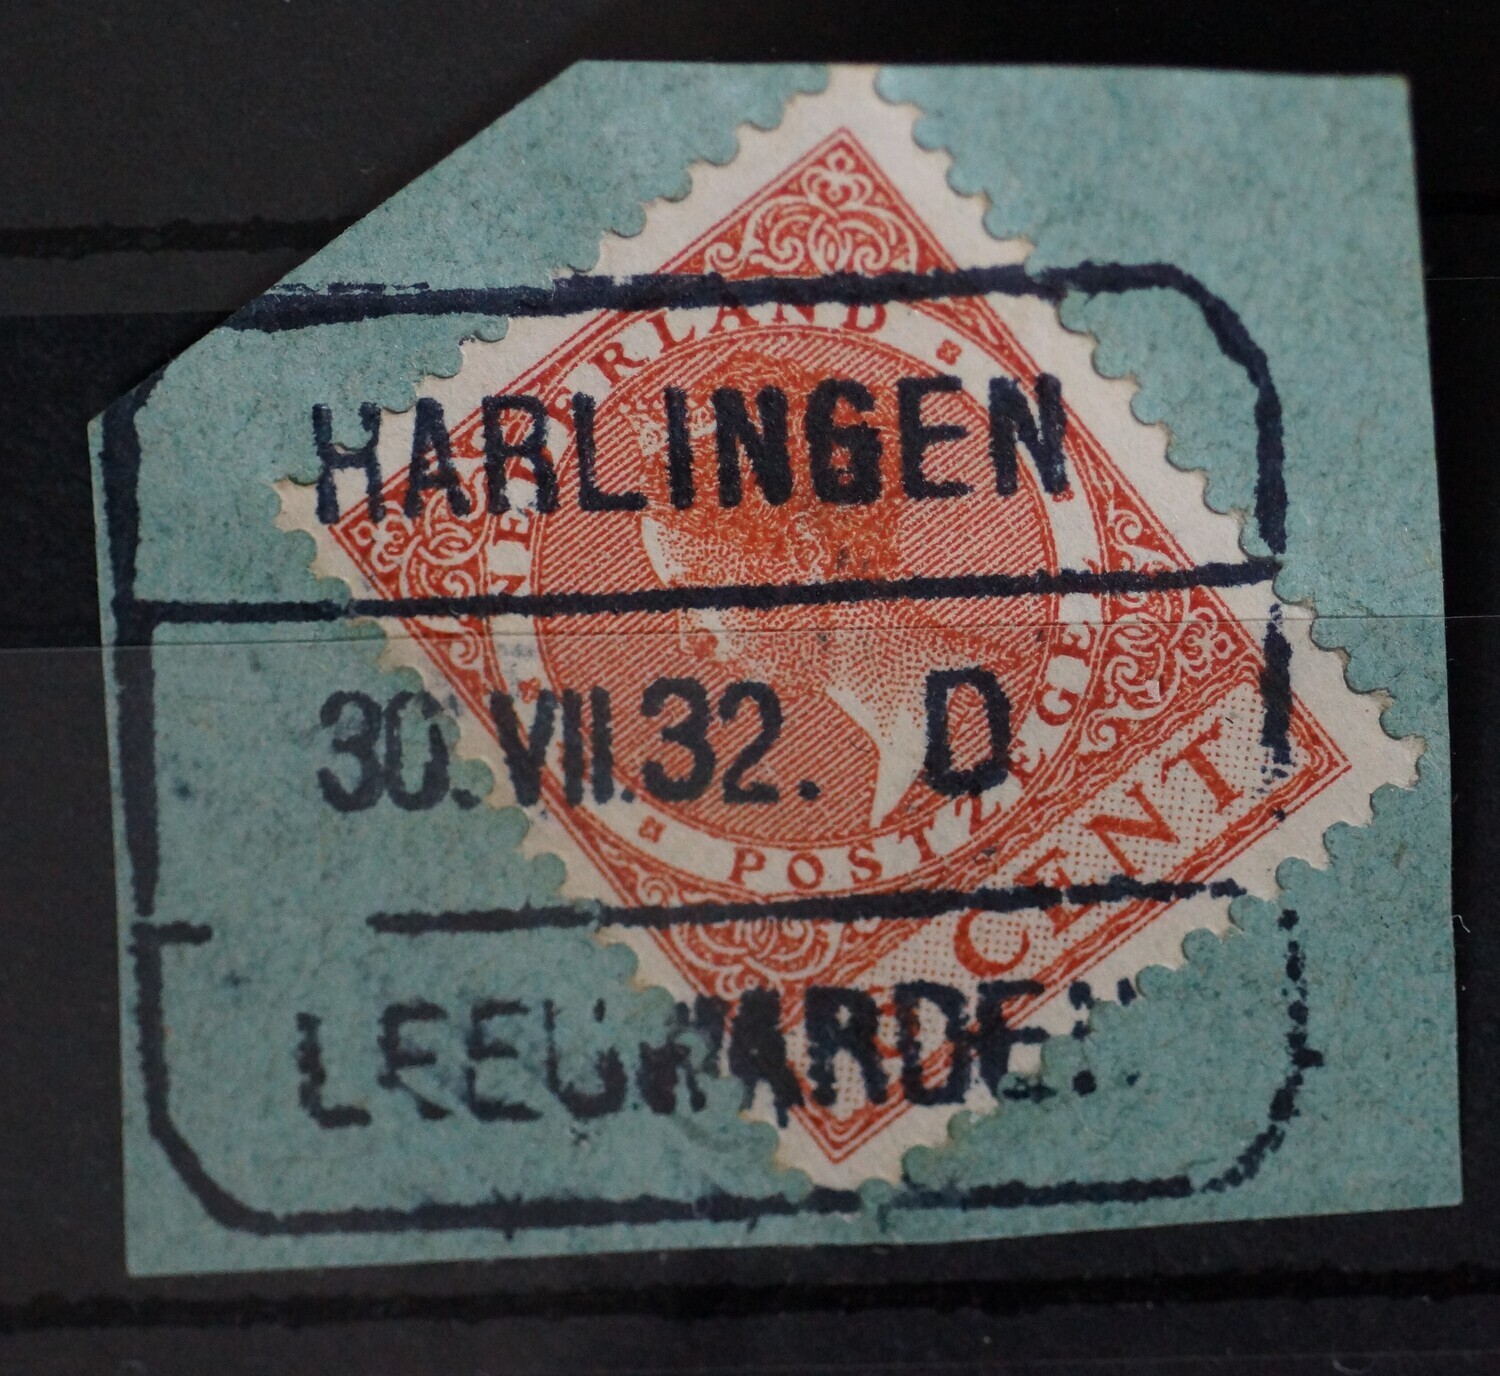 HARLINGEN
30.VII.32. D
LEEUWARDEN
NEDERLAND
POSTZEGEL
CENT